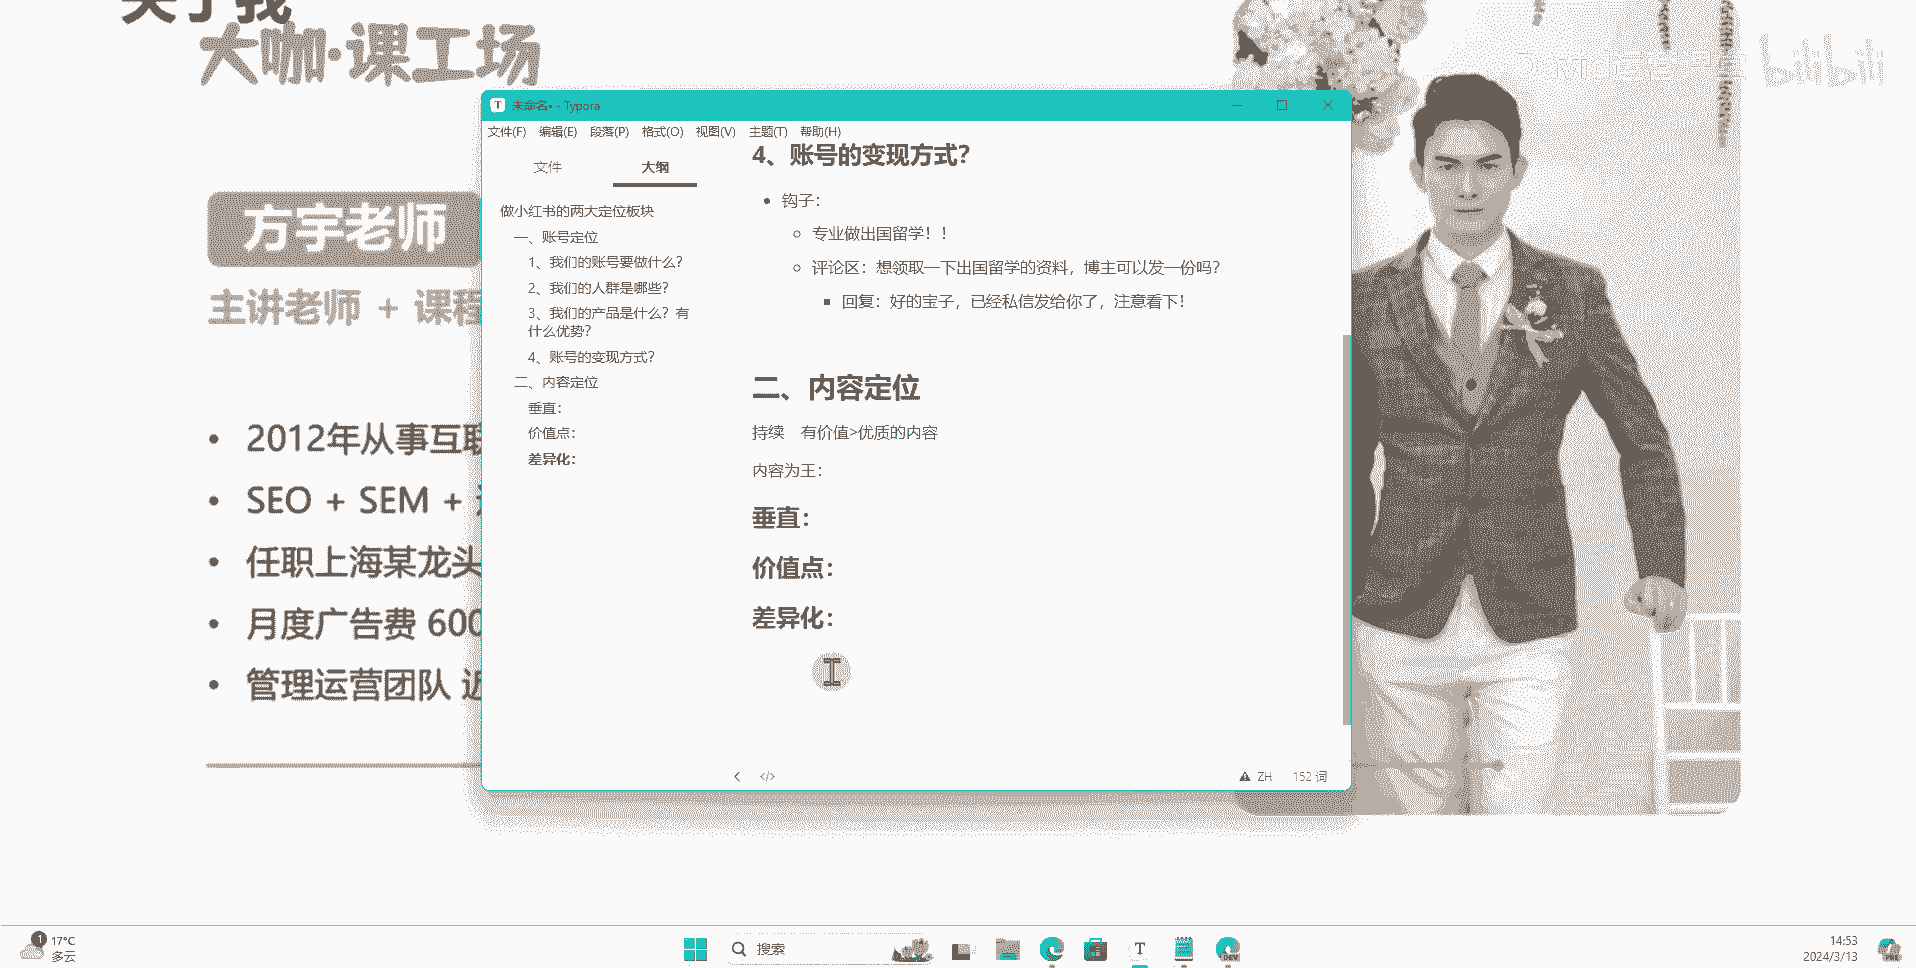 关于我
大咖·课工场
bilibili
方宇老师
主讲老师 + 课程
2012年从事互联
SEO + SEM +
任职上海某龙头
月度广告费 600
管理运营团队 近
未命名• - Typora
文件(F) 编辑(E) 段落(P) 格式(O) 视图(V) 主题(T) 帮助(H)
文件 大纲
做小红书的两大定位板块
一、账号定位
1、我们的账号要做什么？
2、我们的人群是哪些？
3、我们的产品是什么？有
什么优势？
4、账号的变现方式？
二、内容定位
垂直：
价值点：
差异化：
4、账号的变现方式？
钩子：
专业做出国留学！！
评论区：想领取一下出国留学的资料，博主可以发一份吗？
回复：好的宝子，已经私信发给你了，注意看下！
二、内容定位
持续 有价值>优质的内容
内容为王：
垂直：
价值点：
差异化：
ZH 152 词
1
17°C
多云
搜索
DEV
14:53
2024/3/13
PRE